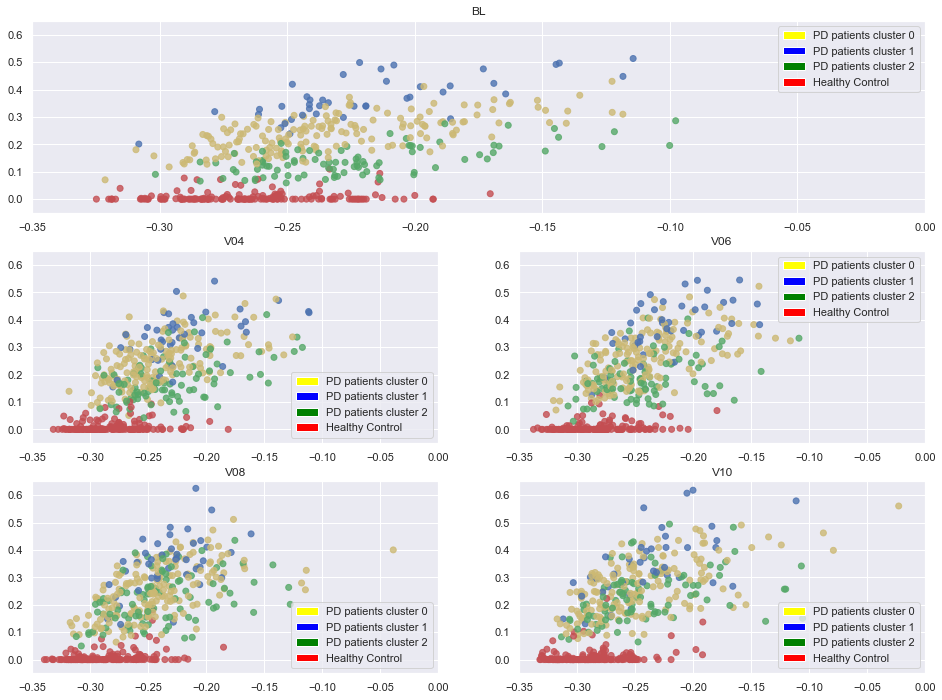 BL
0.6
0.5
0.4
0.3
0.2
0.1
0.0
PD patients cluster 0
PD patients cluster 1
PD patients cluster 2
Healthy Control
−0.35 −0.30 −0.25 −0.20 −0.15 −0.10 −0.05 0.00
V04
0.6
0.5
0.4
0.3
0.2
0.1
0.0
PD patients cluster 0
PD patients cluster 1
PD patients cluster 2
Healthy Control
−0.35 −0.30 −0.25 −0.20 −0.15 −0.10 −0.05 0.00
V06
0.6
0.5
0.4
0.3
0.2
0.1
0.0
PD patients cluster 0
PD patients cluster 1
PD patients cluster 2
Healthy Control
−0.35 −0.30 −0.25 −0.20 −0.15 −0.10 −0.05 0.00
V08
0.6
0.5
0.4
0.3
0.2
0.1
0.0
PD patients cluster 0
PD patients cluster 1
PD patients cluster 2
Healthy Control
−0.35 −0.30 −0.25 −0.20 −0.15 −0.10 −0.05 0.00
V10
0.6
0.5
0.4
0.3
0.2
0.1
0.0
PD patients cluster 0
PD patients cluster 1
PD patients cluster 2
Healthy Control
−0.35 −0.30 −0.25 −0.20 −0.15 −0.10 −0.05 0.00